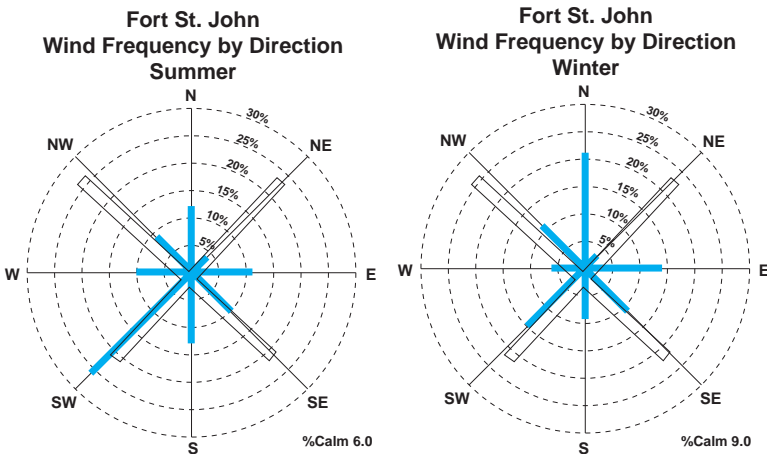 Fort St. John
Wind Frequency by Direction
Summer
N
NE
E
SE
S
SW
W
NW
30%
25%
20%
15%
10%
5%
%Calm 6.0
Fort St. John
Wind Frequency by Direction
Winter
N
NE
E
SE
S
SW
W
NW
30%
25%
20%
15%
10%
5%
%Calm 9.0